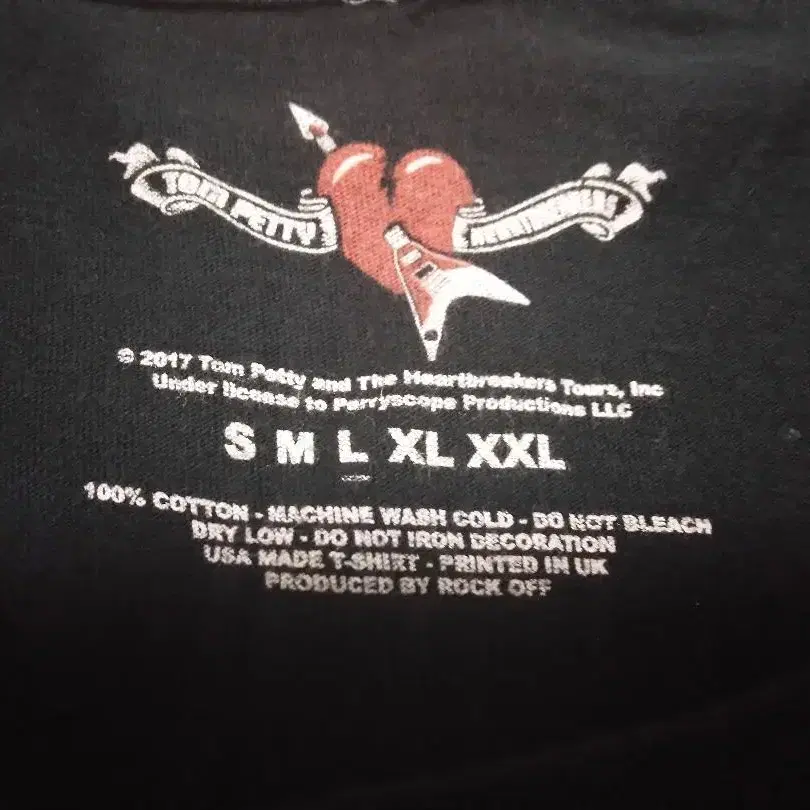 TOM PETTY
HEARTBREAKERS
© 2017 Tom Petty and The Heartbreakers Tours, Inc
Under license to Perryscope Productions LLC
S M L XL XXL
100% COTTON - MACHINE WASH COLD - DO NOT BLEACH
DRY LOW - DO NOT IRON DECORATION
USA MADE T-SHIRT - PRINTED IN UK
PRODUCED BY ROCK OFF